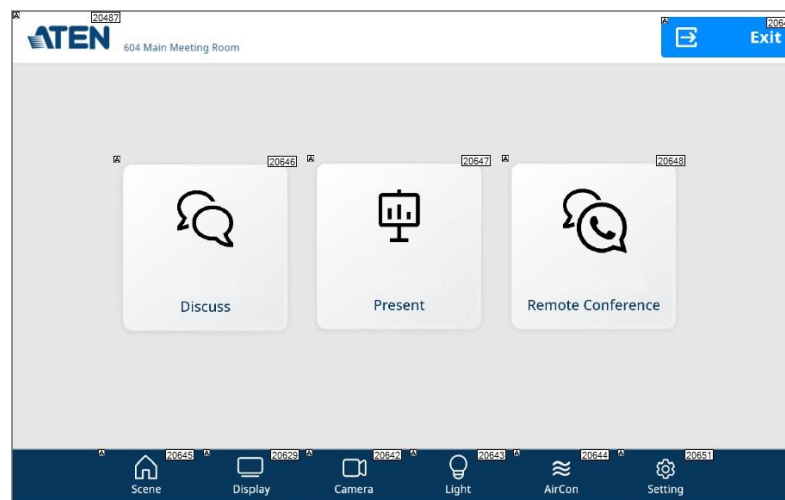 20487
ATEN
604 Main Meeting Room
Exit
A 20646
A 20647
A 20648
Discuss
Present
Remote Conference
A 20645
A 20629
A 20642
A 20643
A 20644
A 20651
Scene
Display
Camera
Light
AirCon
Setting